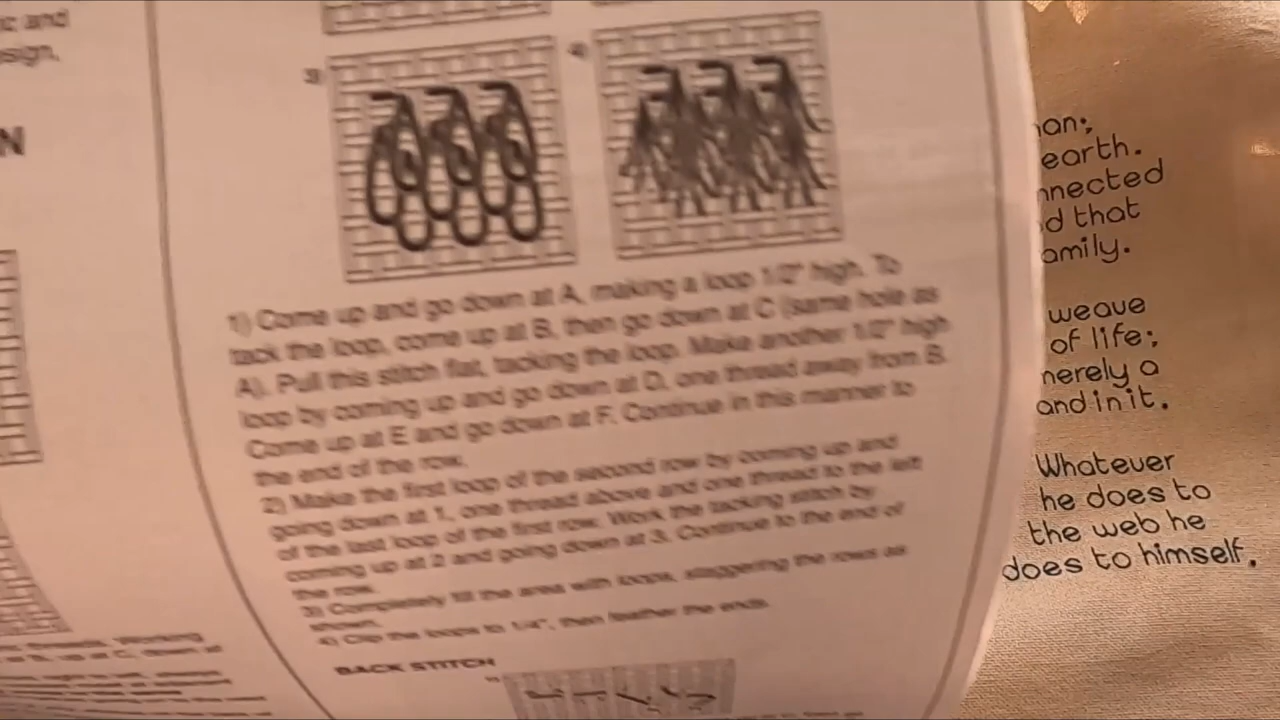 ic and
sign.
N
3)
4)
1) Come up and go down at A, making a loop 1/2" high. To
tack the loop, come up at B, then go down at C (same hole as
A). Pull this stitch flat, tacking the loop. Make another 1/2" high
loop by coming up and go down at D, one thread away from B.
Come up at E and go down at F. Continue in this manner to
the end of the row.
2) Make the first loop of the second row by coming up and
going down at 1, one thread above and one thread to the left
of the last loop of the first row. Work the tacking stitch by
coming up at 2 and going down at 3. Continue to the end of
the row.
3) Completely fill the area with loops, staggering the rows as
shown.
4) Clip the loops to 1/4", then feather the ends.
BACK STITCH
an;
earth.
nnected
d that
amily.
weave
of life;
merely a
and in it.
Whatever
he does to
the web he
does to himself.